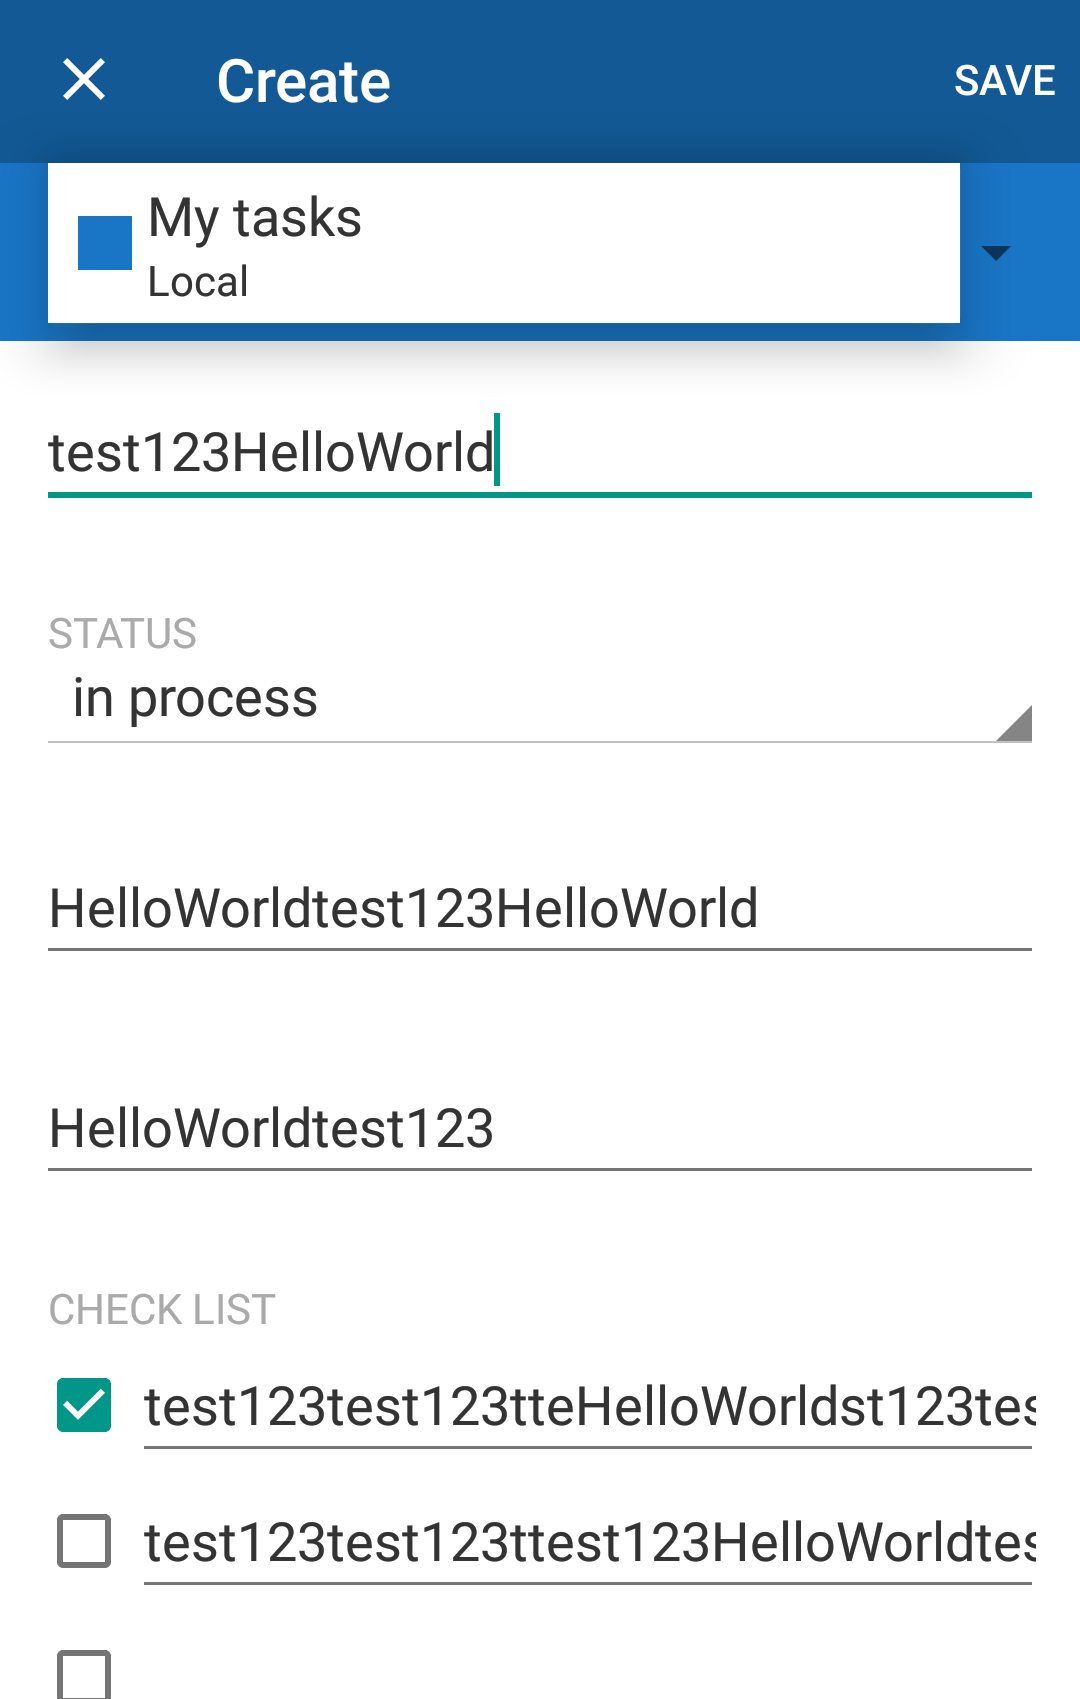 Create
SAVE
My tasks
Local
test123HelloWorld
STATUS
in process
HelloWorldtest123HelloWorld
HelloWorldtest123
CHECK LIST
test123test123tteHelloWorldst123tes
test123test123ttest123HelloWorldtes